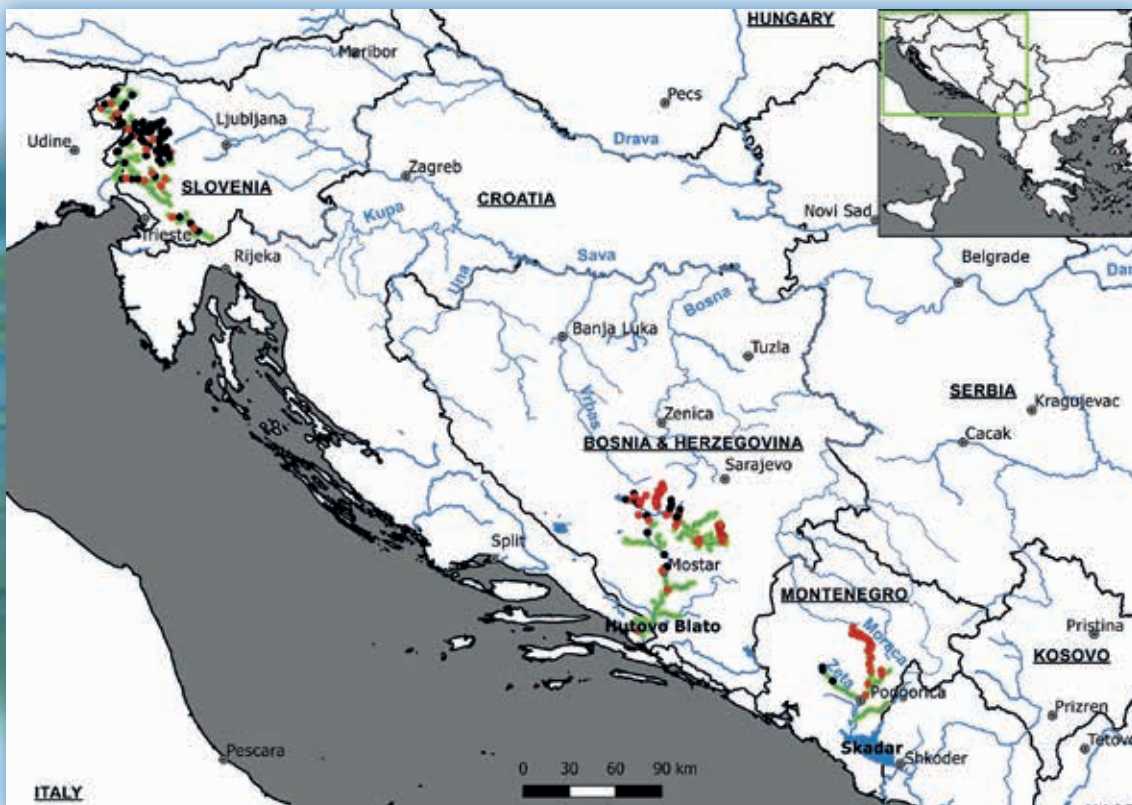 HUNGARY
Maribor
Pecs
Ljubljana
Udine
Drava
Zagreb
SLOVENIA
CROATIA
Novi Sad
Kupa
Trieste
Rijeka
Sava
Belgrade
Una
Bosna
Banja Luka
Tuzla
SERBIA
Vrbas
Zenica
Kragujevac
BOSNIA & HERZEGOVINA
Cacak
Sarajevo
Split
Mostar
MONTENEGRO
Hutovo Blato
Morača
Pristina
KOSOVO
Zeta
Podgorica
Prizren
Skadar
Tetovo
Pescara
Shkoder
0 30 60 90 km
ITALY